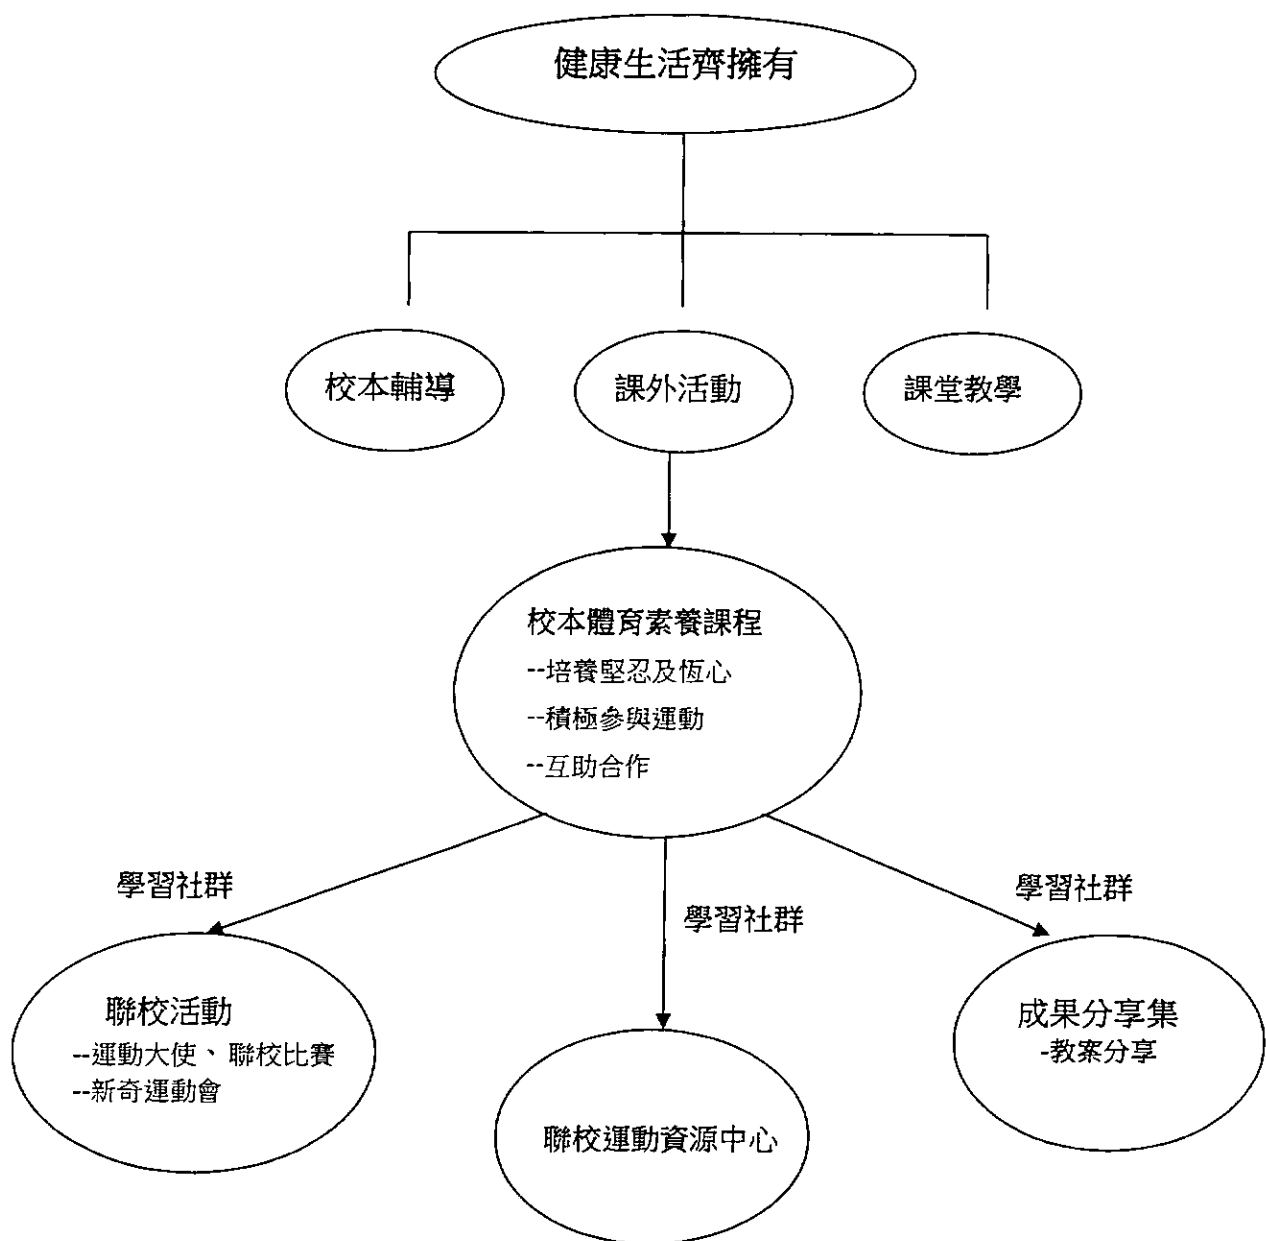 健康生活齊擁有
校本輔導
課外活動
課堂教學
校本體育素養課程
--培養堅忍及恆心
--積極參與運動
--互助合作
學習社群
學習社群
學習社群
聯校活動
--運動大使、聯校比賽
--新奇運動會
聯校運動資源中心
成果分享集
-教案分享